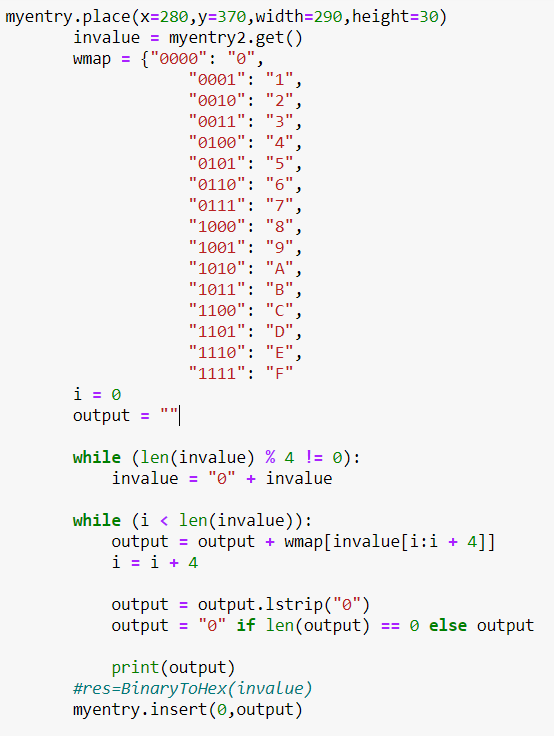 myentry.place(x=280,y=370,width=290,height=30)
invalue = myentry2.get()
wmap = {"0000": "0",
"0001": "1",
"0010": "2",
"0011": "3",
"0100": "4",
"0101": "5",
"0110": "6",
"0111": "7",
"1000": "8",
"1001": "9",
"1010": "A",
"1011": "B",
"1100": "C",
"1101": "D",
"1110": "E",
"1111": "F"
i = 0
output = ""
while (len(invalue) % 4 != 0):
invalue = "0" + invalue
while (i < len(invalue)):
output = output + wmap[invalue[i:i + 4]]
i = i + 4
output = output.lstrip("0")
output = "0" if len(output) == 0 else output
print(output)
#res=BinaryToHex(invalue)
myentry.insert(0,output)